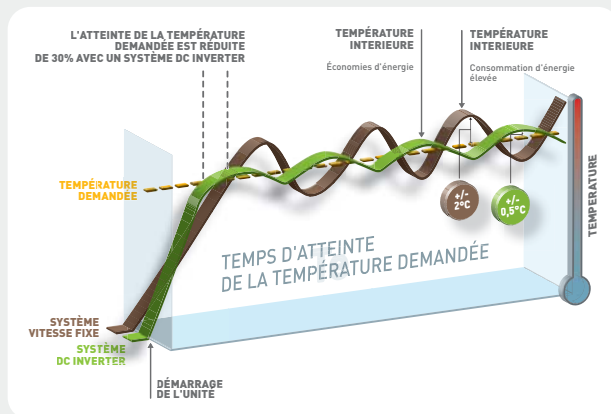 L'ATTEINTE DE LA TEMPÉRATURE
DEMANDÉE EST RÉDUITE
DE 30% AVEC UN SYSTÈME DC INVERTER
TEMPÉRATURE
INTERIEURE
Économies d'énergie
TEMPÉRATURE
INTERIEURE
Consommation d'énergie
élevée
TEMPÉRATURE
DEMANDÉE
+/-
2°C
+/-
0,5°C
TEMPERATURE
TEMPS D'ATTEINTE
DE LA TEMPÉRATURE DEMANDÉE
SYSTÈME
VITESSE FIXE
SYSTÈME
DC INVERTER
DÉMARRAGE
DE L'UNITÉ